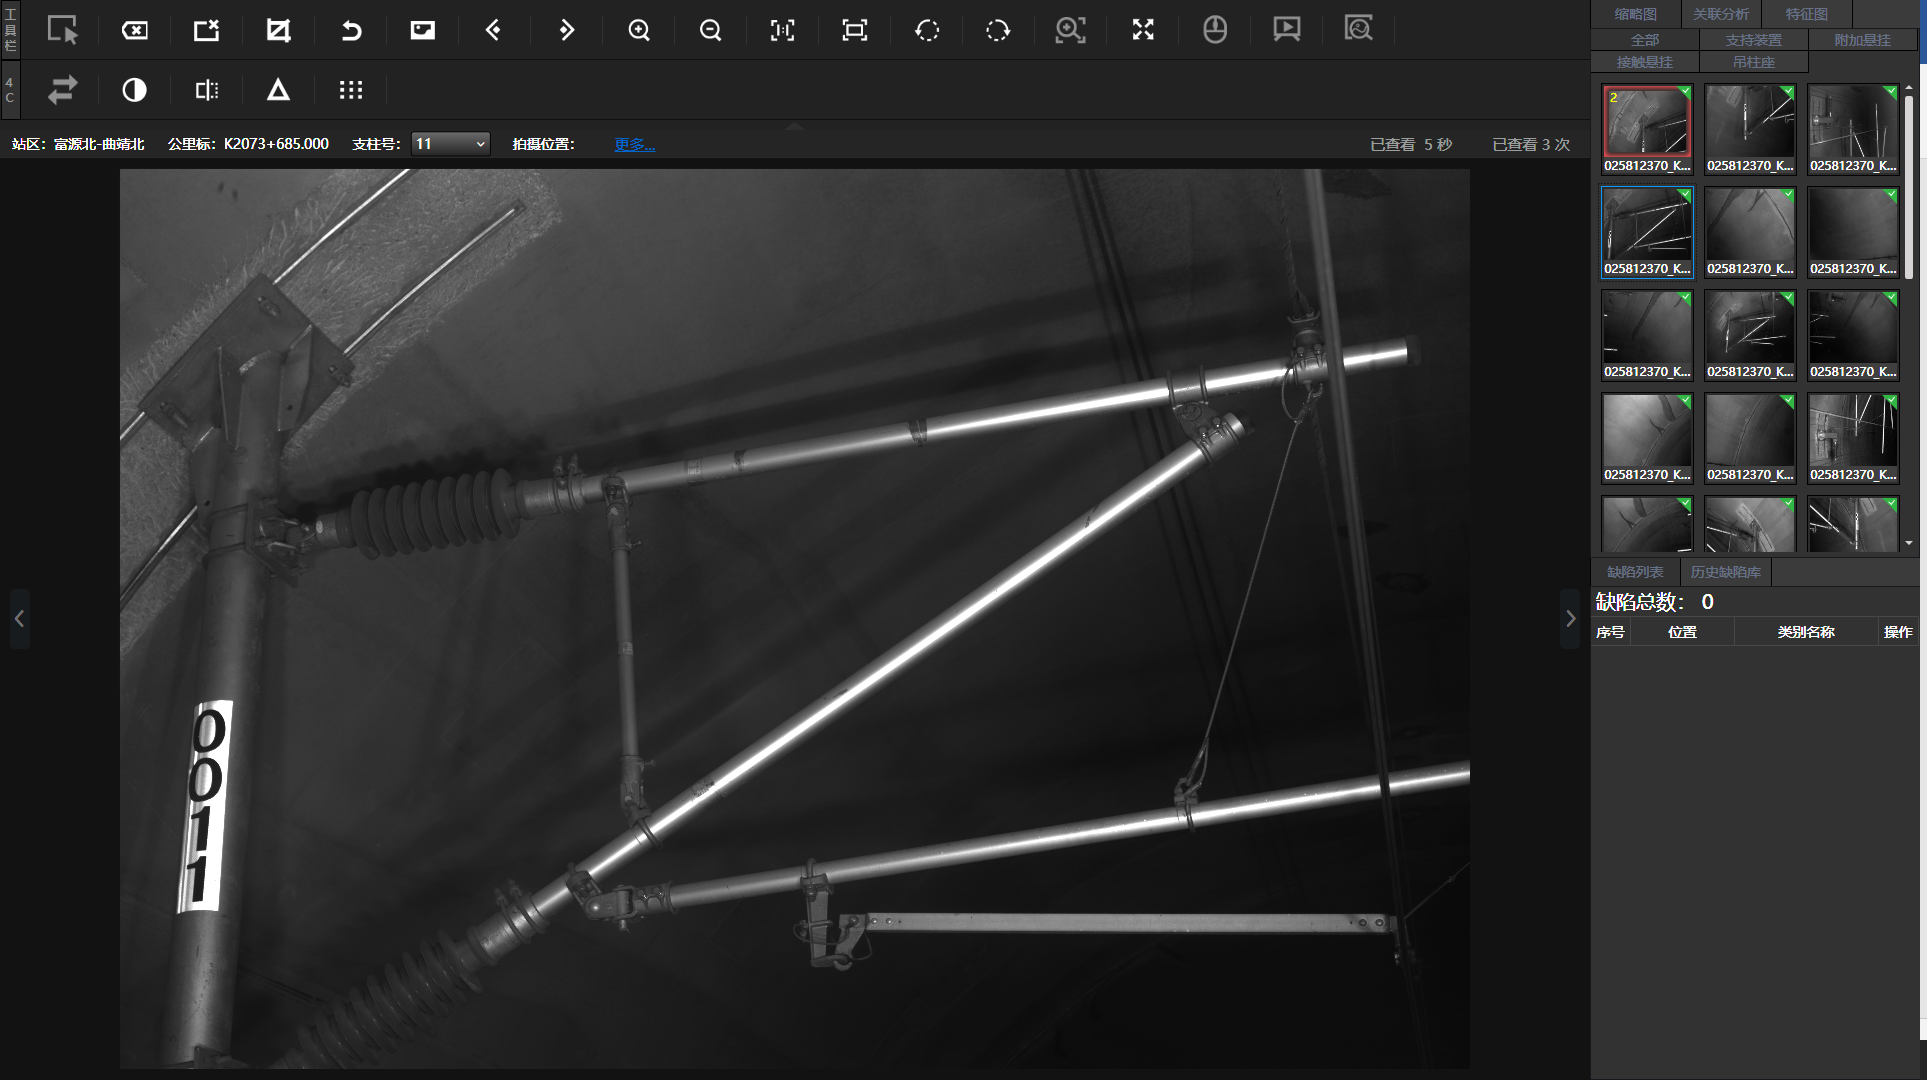 工具栏
4C
站区： 富源北-曲靖北 公里标： K2073+685.000 支柱号： 11 拍摄位置： 更多... 已查看 5 秒 已查看 3 次
0
0
1
1
缩略图 关联分析 特征图
全部 支持装置 附加悬挂
接触悬挂 吊柱座
2
025812370_K... 025812370_K... 025812370_K...
025812370_K... 025812370_K... 025812370_K...
025812370_K... 025812370_K... 025812370_K...
025812370_K... 025812370_K... 025812370_K...
缺陷列表 历史缺陷库
缺陷总数： 0
序号 位置 类别名称 操作